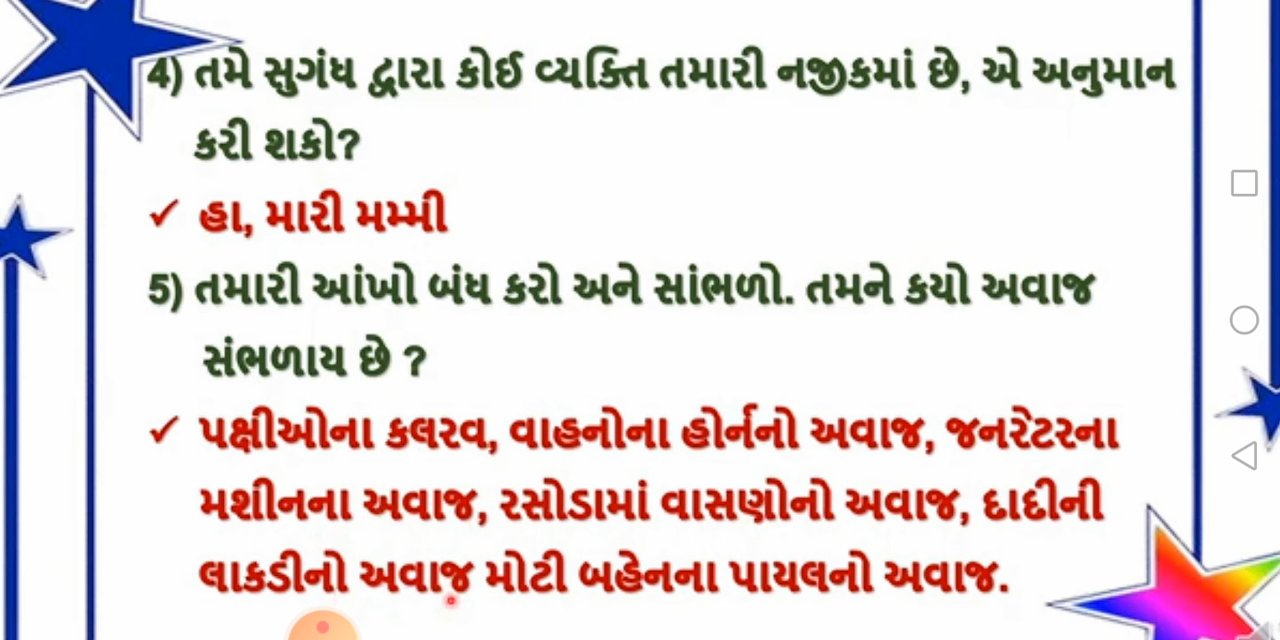 4) તમે સુગંધ દ્વારા કોઈ વ્યક્તિ તમારી નજીકમાં છે, એ અનુમાન
કરી શકો?
✓ હા, મારી મમ્મી
5) તમારી આંખો બંધ કરો અને સાંભળો. તમને કયો અવાજ
સંભળાય છે ?
✓ પક્ષીઓના કલરવ, વાહનોના હોર્નનો અવાજ, જનરેટરના
મશીનના અવાજ, રસોડામાં વાસણોનો અવાજ, દાદીની
લાકડીનો અવાજ મોટી બહેનના પાયલનો અવાજ.